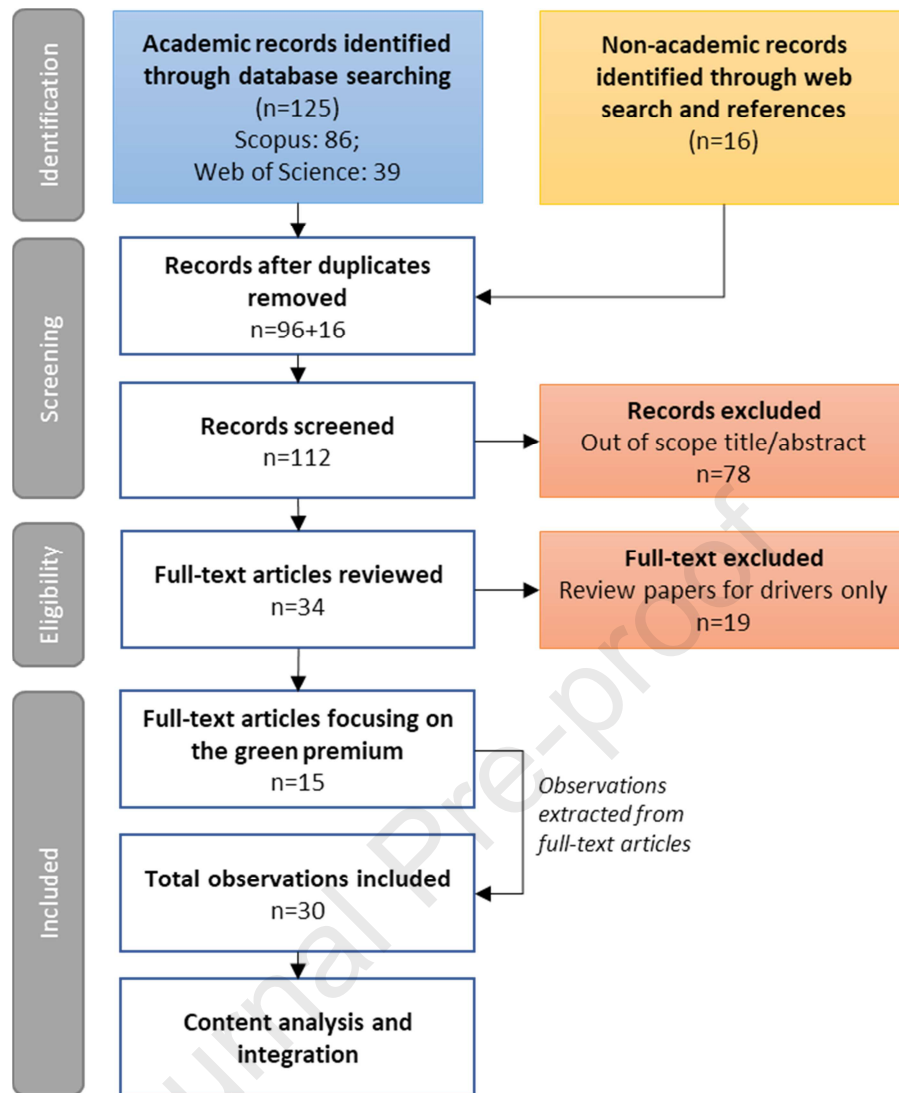 Identification
Academic records identified
through database searching
(n=125)
Scopus: 86;
Web of Science: 39
Non-academic records
identified through web
search and references
(n=16)
Screening
Records after duplicates
removed
n=96+16
Records screened
n=112
Records excluded
Out of scope title/abstract
n=78
Eligibility
Full-text articles reviewed
n=34
Full-text excluded
Review papers for drivers only
n=19
Included
Full-text articles focusing on
the green premium
n=15
Observations
extracted from
full-text articles
Total observations included
n=30
Content analysis and
integration
urnal Pre-proof